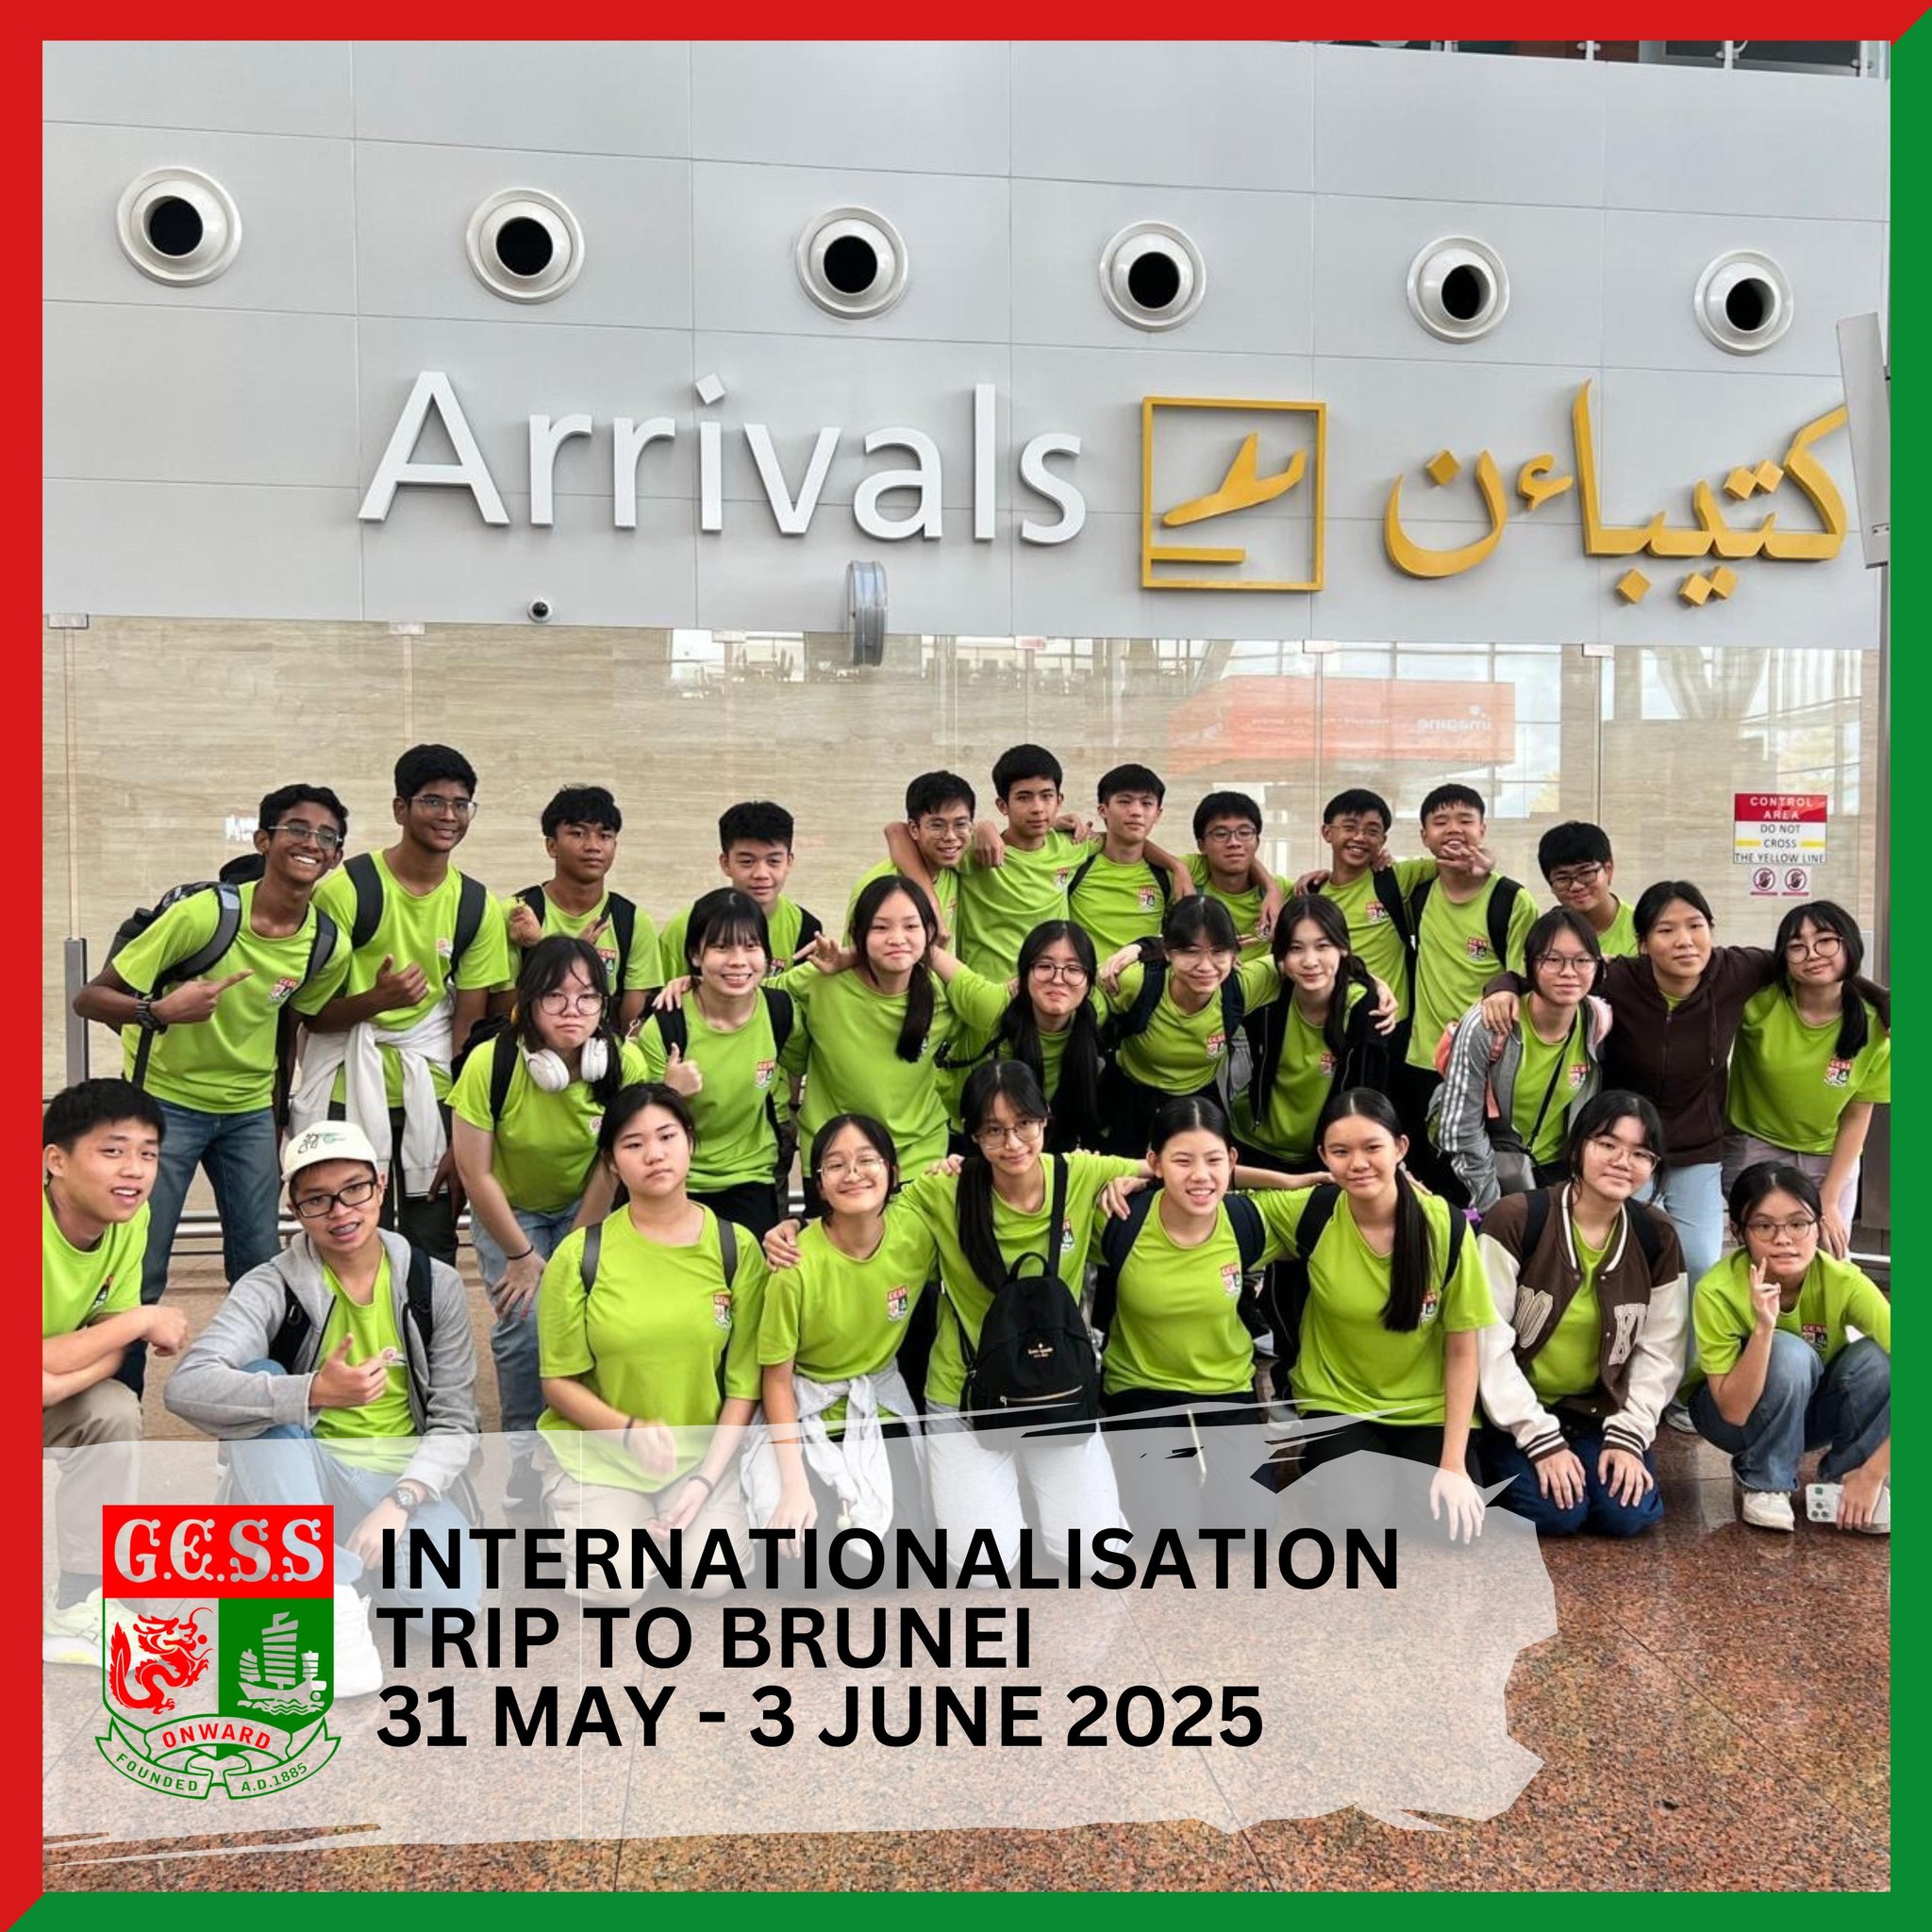 Arrivals كتيباءن
imagine
CONTROL
AREA
DO NOT
CROSS
THE YELLOW LINE
G.E.S.S
ONWARD
FOUNDED A.D.1885
INTERNATIONALISATION
TRIP TO BRUNEI
31 MAY - 3 JUNE 2025